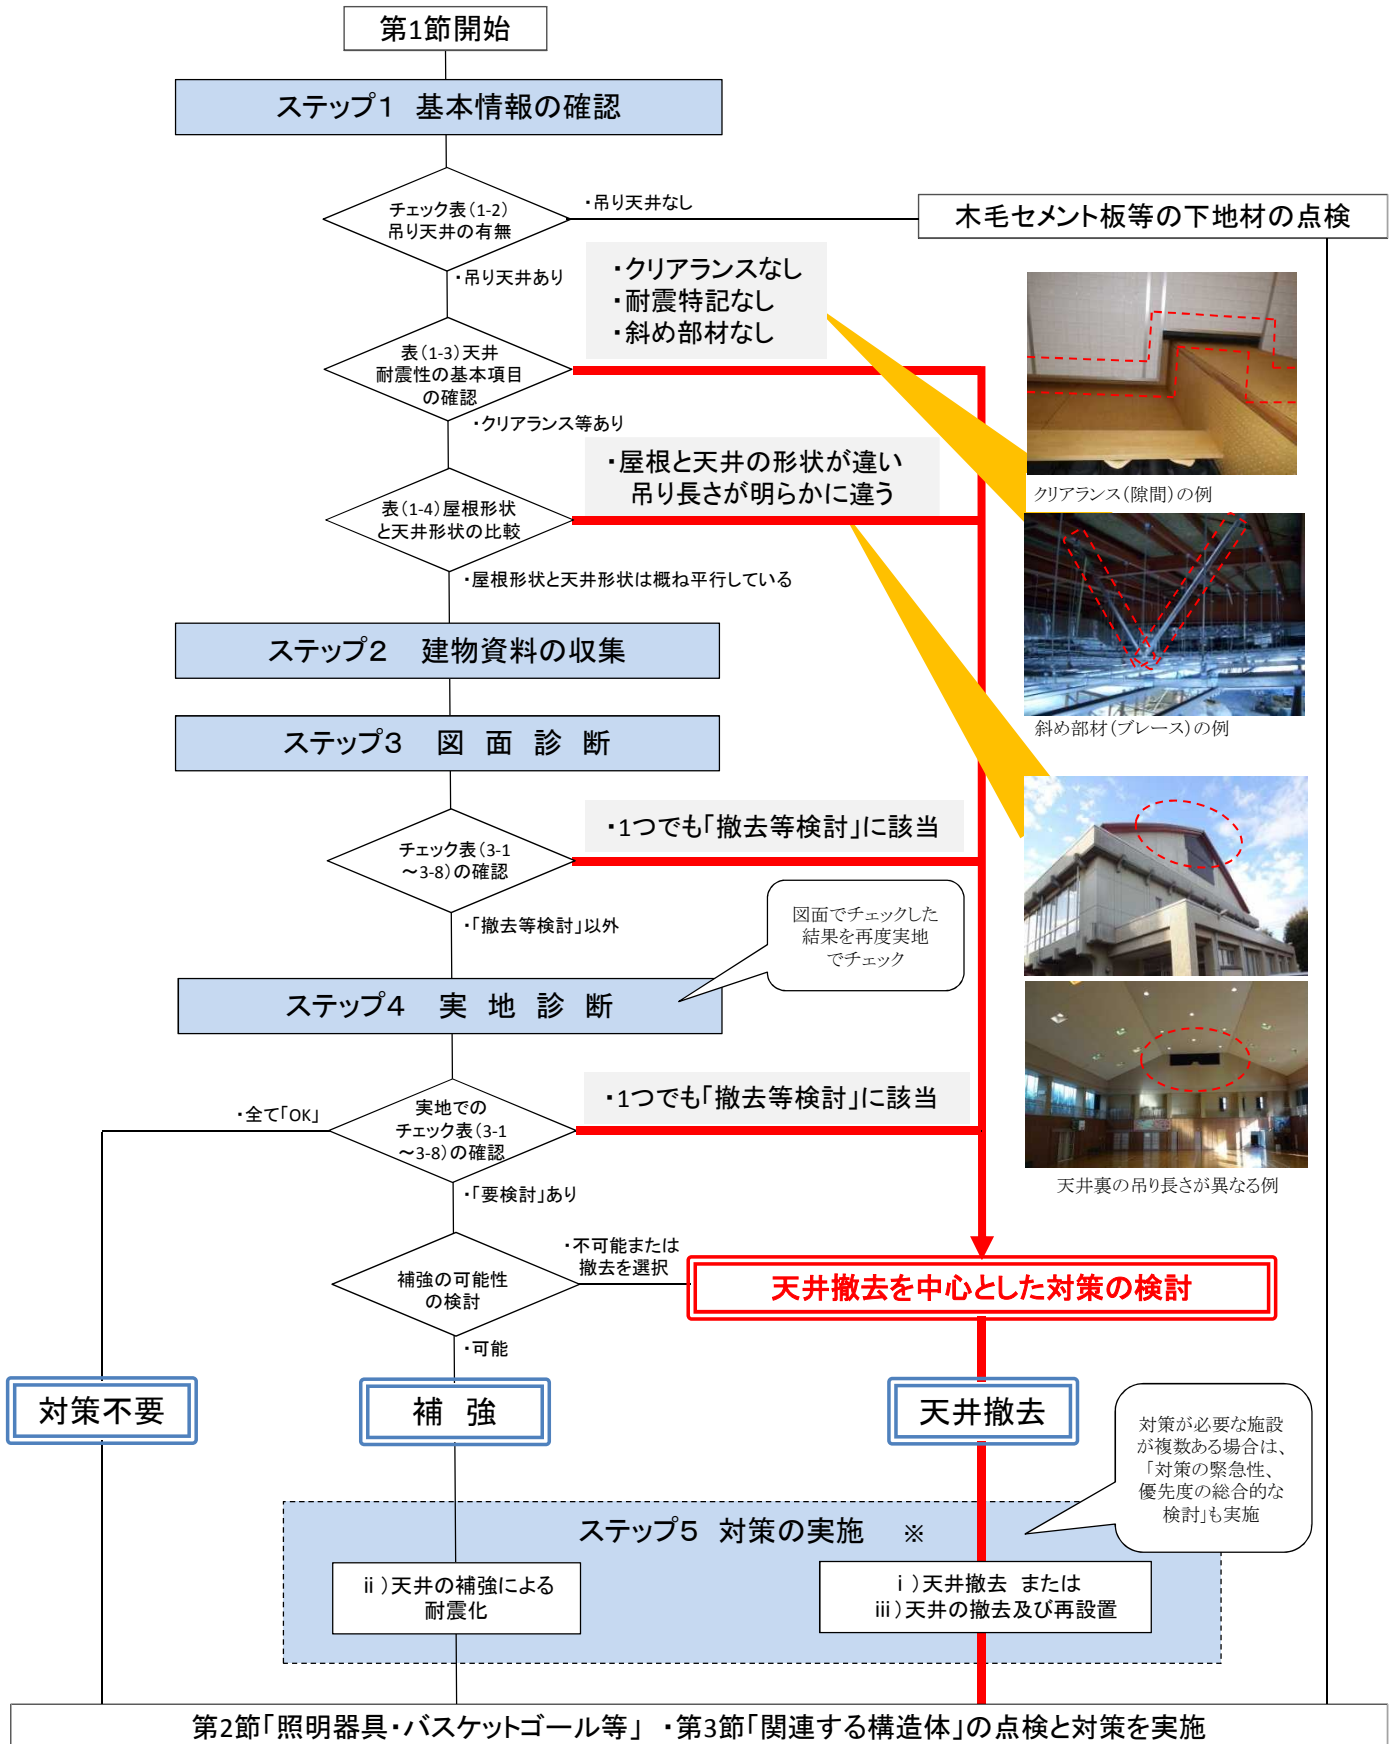 第1節開始
ステップ1 基本情報の確認
チェック表(1-2)
吊り天井の有無
・吊り天井なし
木毛セメント板等の下地材の点検
・吊り天井あり
・クリアランスなし
・耐震特記なし
・斜め部材なし
表(1-3)天井
耐震性の基本項目
の確認
・クリアランス等あり
クリアランス(隙間)の例
・屋根と天井の形状が違い
吊り長さが明らかに違う
表(1-4)屋根形状
と天井形状の比較
・屋根形状と天井形状は概ね平行している
斜め部材(ブレース)の例
ステップ2 建物資料の収集
ステップ3 図 面 診 断
・1つでも「撤去等検討」に該当
チェック表(3-1
～3-8)の確認
・「撤去等検討」以外
図面でチェックした
結果を再度実地
でチェック
ステップ4 実 地 診 断
・全て「OK」
実地での
チェック表(3-1
～3-8)の確認
・1つでも「撤去等検討」に該当
天井裏の吊り長さが異なる例
・「要検討」あり
補強の可能性
の検討
・不可能または
撤去を選択
天井撤去を中心とした対策の検討
・可能
対策不要
補 強
天井撤去
対策が必要な施設
が複数ある場合は、
「対策の緊急性、
優先度の総合的な
検討」も実施
ステップ5 対策の実施 ※
ⅱ)天井の補強による
耐震化
ⅰ)天井撤去 または
ⅲ)天井の撤去及び再設置
第2節「照明器具・バスケットゴール等」 ・第3節「関連する構造体」の点検と対策を実施